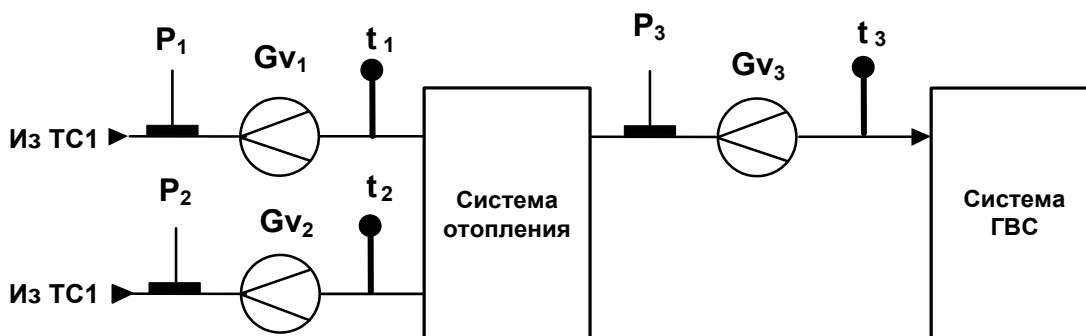 P1 Gv1 t1 P3 Gv3 t3
Из ТС1
Система отопления
Система ГВС
P2 Gv2 t2
Из ТС1